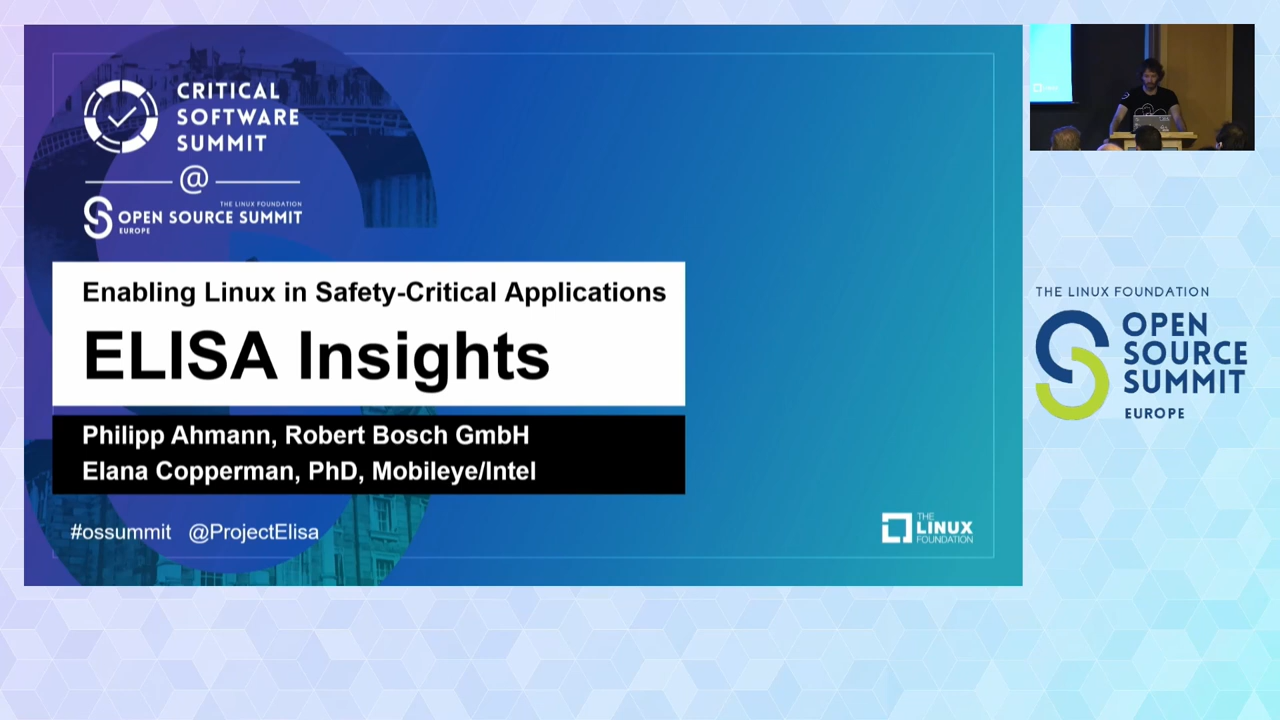 CRITICAL
SOFTWARE
SUMMIT
@
THE LINUX FOUNDATION
OPEN SOURCE SUMMIT
EUROPE
Enabling Linux in Safety-Critical Applications
ELISA Insights
Philipp Ahmann, Robert Bosch GmbH
Elana Copperman, PhD, Mobileye/Intel
#ossummit @ProjectElisa
THE
LINUX
FOUNDATION
THE LINUX FOUNDATION
OPEN
SOURCE
SUMMIT
EUROPE